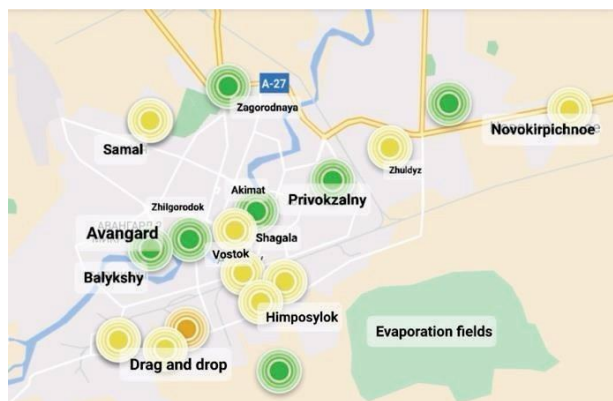 A-27
Zagorodnaya
Novokirpichnoe
Samal
Zhuldyz
Akimat
Privokzalny
Zhilgorodok
Avangard
Shagala
Vostok
Balykshy
Himposylok
Evaporation fields
Drag and drop